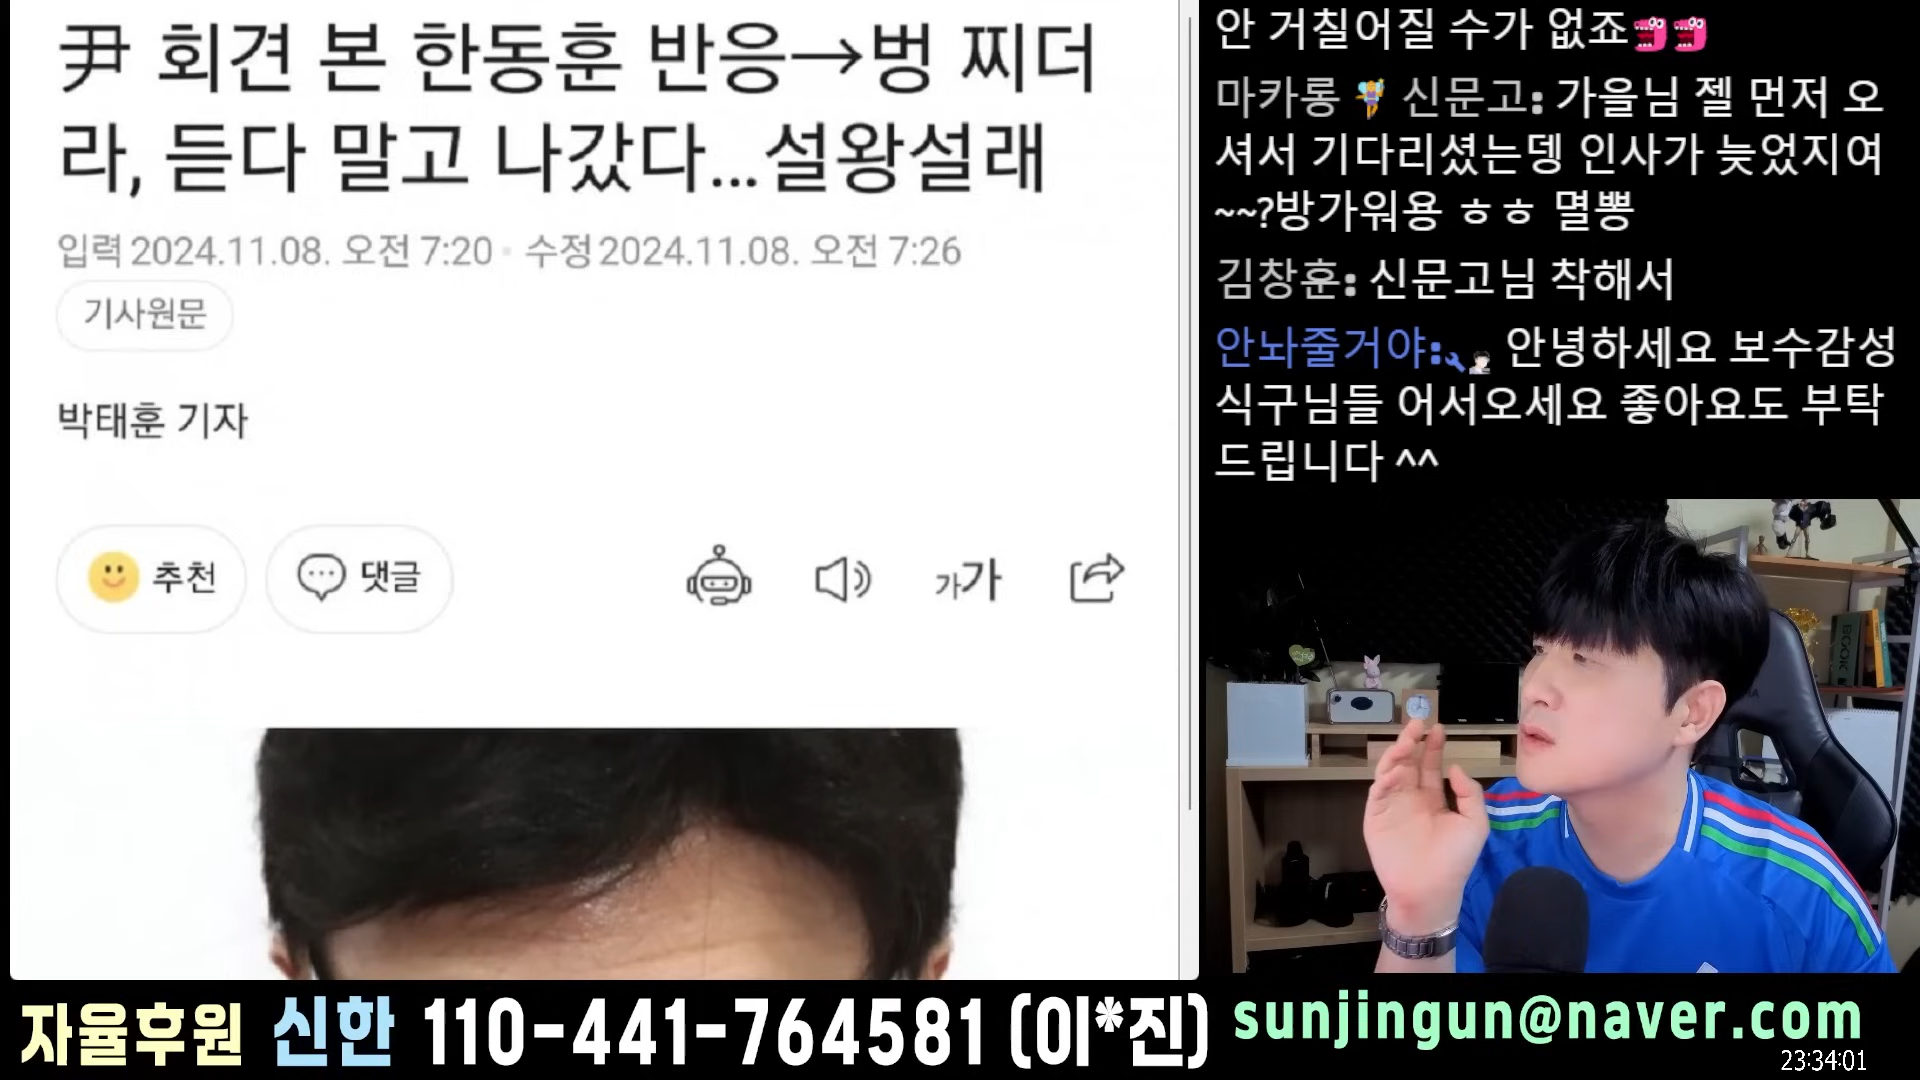 尹 회견 본 한동훈 반응→벙 찌더
라, 듣다 말고 나갔다…설왕설래
입력 2024.11.08. 오전 7:20 · 수정 2024.11.08. 오전 7:26
기사원문
박태훈 기자
추천 댓글 가가
안 거칠어질 수가 없죠
마카롱 신문고: 가을님 젤 먼저 오
셔서 기다리셨는뎅 인사가 늦었지여
~~?방가워용 ㅎㅎ 멸뽕
김창훈: 신문고님 착해서
안놔줄거야: 안녕하세요 보수감성
식구님들 어서오세요 좋아요도 부탁
드립니다 ^^
자율후원 신한 110-441-764581 (이*진)
sunjingun@naver.com
23:34:01